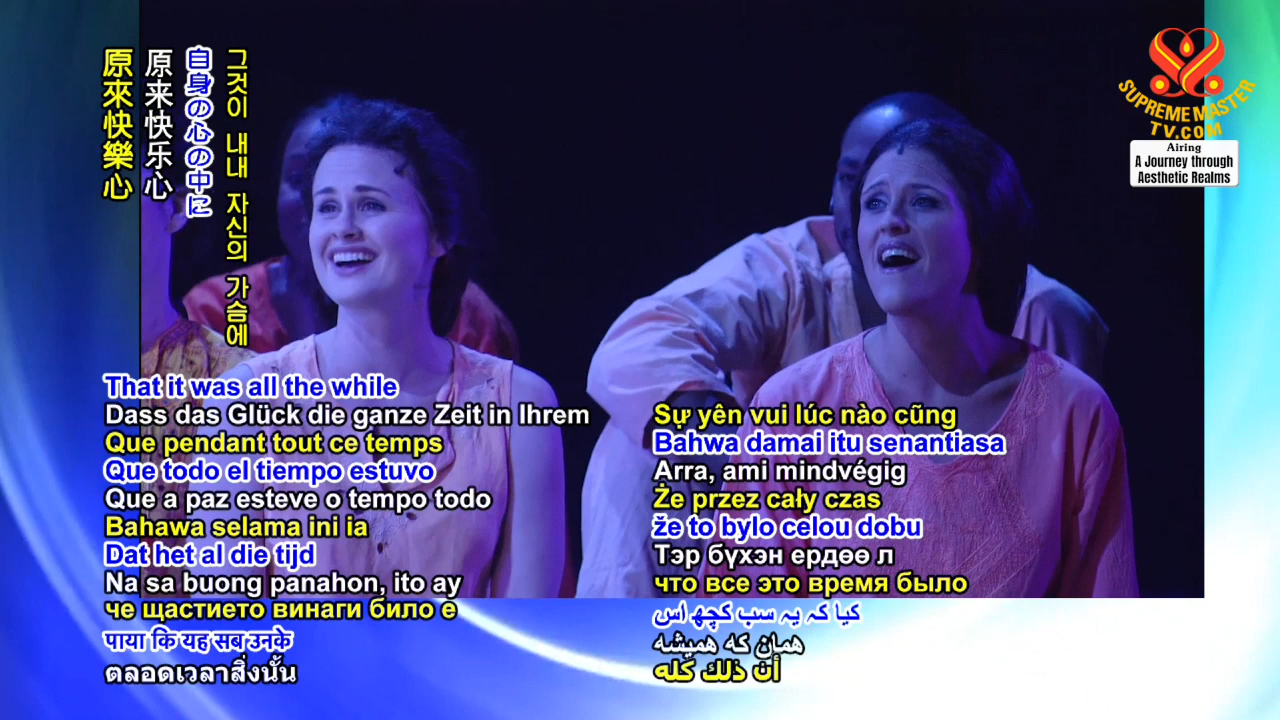 原來快樂心
原来快乐心
自身の心の中に
그것이 내내 자신의 가슴에
SUPREME MASTER
TV.COM
Airing
A Journey through
Aesthetic Realms
That it was all the while
Dass das Glück die ganze Zeit in Ihrem
Que pendant tout ce temps
Que todo el tiempo estuvo
Que a paz esteve o tempo todo
Bahawa selama ini ia
Dat het al die tijd
Na sa buong panahon, ito ay
че щастието винаги било е
पाया कि यह सब उनके
ตลอดเวลาสิ่งนั้น
Sự yên vui lúc nào cũng
Bahwa damai itu senantiasa
Arra, ami mindvégig
Że przez cały czas
že to bylo celou dobu
Тэр бүхэн ердөө л
что все это время было
کیا کہ یہ سب کچھ اس
همان که همیشه
أن ذلك كله